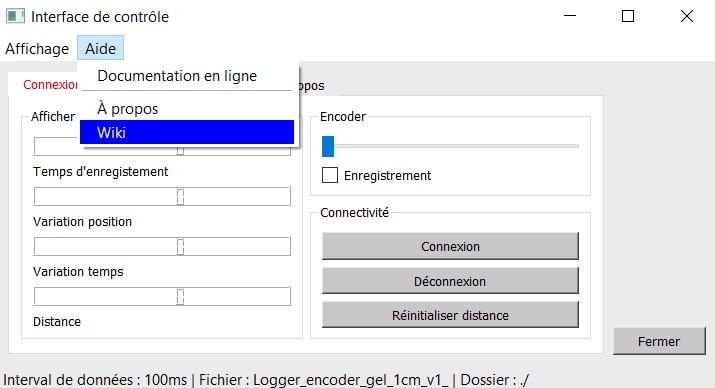 Interface de contrôle
Affichage Aide
Documentation en ligne
À propos
Wiki
Connexion
opos
Afficher
Temps d'enregistement
Variation position
Variation temps
Distance
Encoder
Enregistrement
Connectivité
Connexion
Déconnexion
Réinitialiser distance
Fermer
Interval de données : 100ms | Fichier : Logger_encoder_gel_1cm_v1_ | Dossier : ./